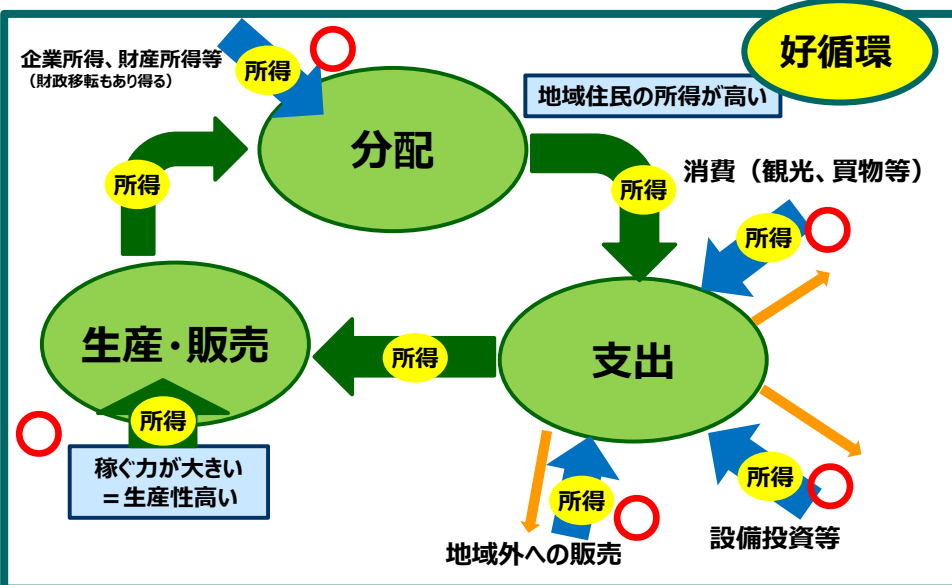 好循環
企業所得、財産所得等
（財政移転もあり得る）
所得
地域住民の所得が高い
分配
所得
所得
消費（観光、買物等）
所得
生産・販売
所得
支出
所得
稼ぐ力が大きい
＝生産性高い
所得
所得
地域外への販売
設備投資等